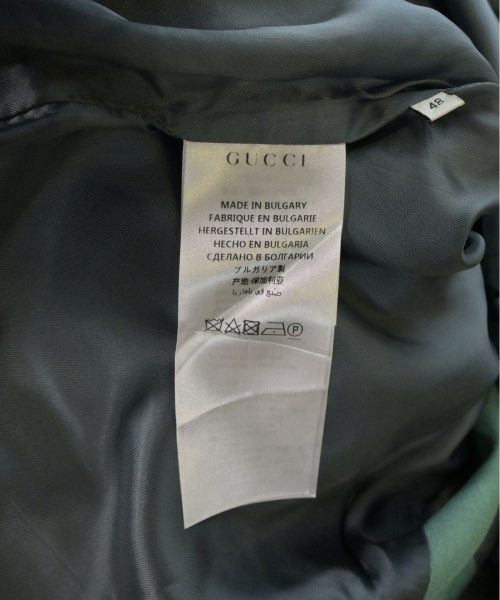 48
GUCCI
MADE IN BULGARY
FABRIQUE EN BULGARIE
HERGESTELLT IN BULGARIEN
HECHO EN BULGARIA
СДЕЛАНО В БОЛГАРИИ
ブルガリア製
产地:保加利亚
صنع في بلغاريا
P